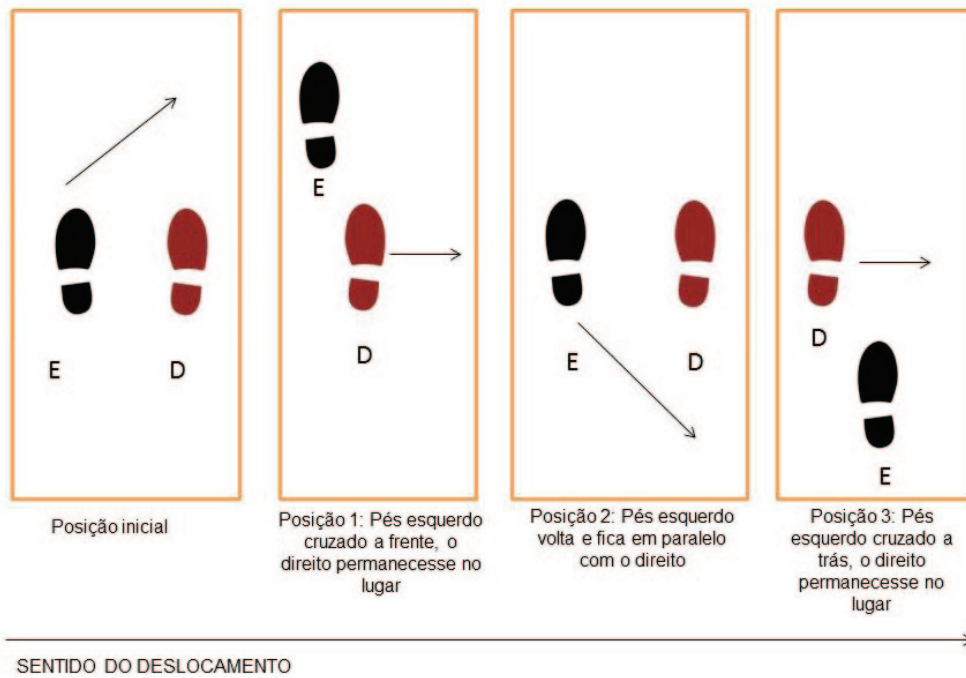 E
D
E
D
E
D
D
E
Posição inicial
Posição 1: Pés esquerdo
cruzado a frente, o
direito permanecesse no
lugar
Posição 2: Pés esquerdo
volta e fica em paralelo
com o direito
Posição 3: Pés
esquerdo cruzado a
trás, o direito
permanecesse no
lugar
SENTIDO DO DESLOCAMENTO